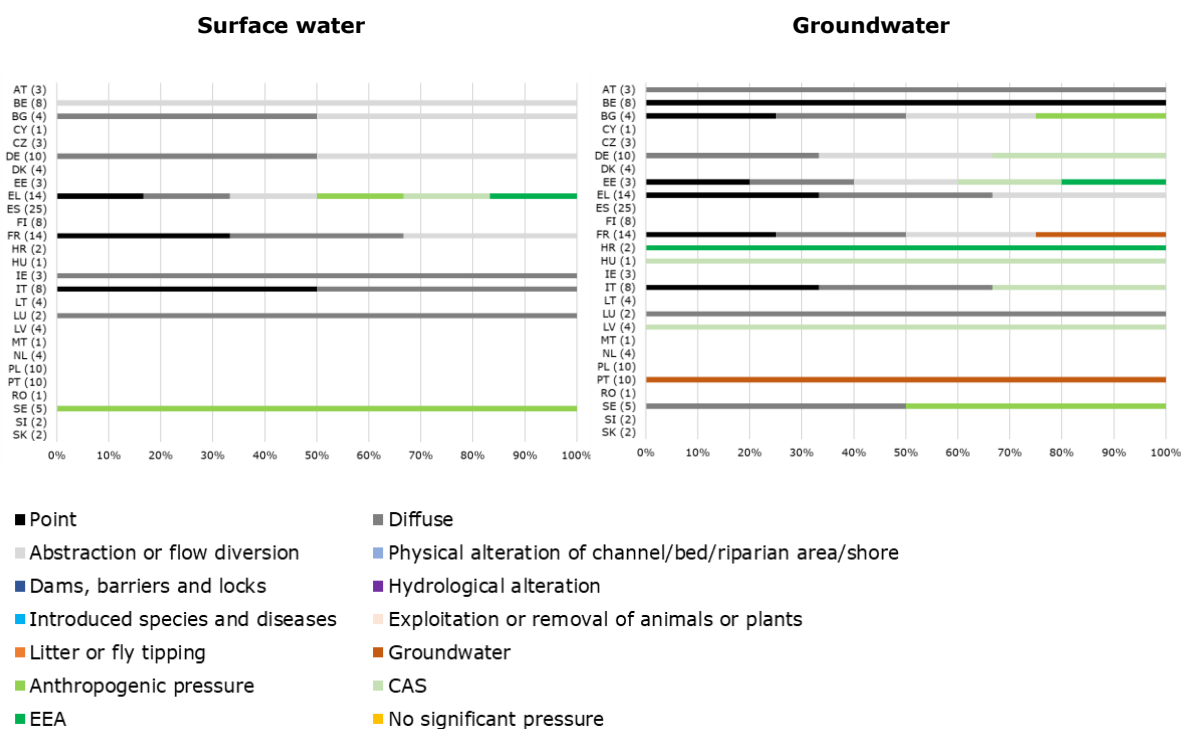 Surface water
Groundwater
AT (3)
BE (8)
BG (4)
CY (1)
CZ (3)
DE (10)
DK (4)
EE (3)
EL (14)
ES (25)
FI (8)
FR (14)
HR (2)
HU (1)
IE (3)
IT (8)
LT (4)
LU (2)
LV (4)
MT (1)
NL (4)
PL (10)
PT (10)
RO (1)
SE (5)
SI (2)
SK (2)
0% 10% 20% 30% 40% 50% 60% 70% 80% 90% 100%
AT (3)
BE (8)
BG (4)
CY (1)
CZ (3)
DE (10)
DK (4)
EE (3)
EL (14)
ES (25)
FI (8)
FR (14)
HR (2)
HU (1)
IE (3)
IT (8)
LT (4)
LU (2)
LV (4)
MT (1)
NL (4)
PL (10)
PT (10)
RO (1)
SE (5)
SI (2)
SK (2)
0% 10% 20% 30% 40% 50% 60% 70% 80% 90% 100%
Point
Diffuse
Abstraction or flow diversion
Physical alteration of channel/bed/riparian area/shore
Dams, barriers and locks
Hydrological alteration
Introduced species and diseases
Exploitation or removal of animals or plants
Litter or fly tipping
Groundwater
Anthropogenic pressure
CAS
EEA
No significant pressure